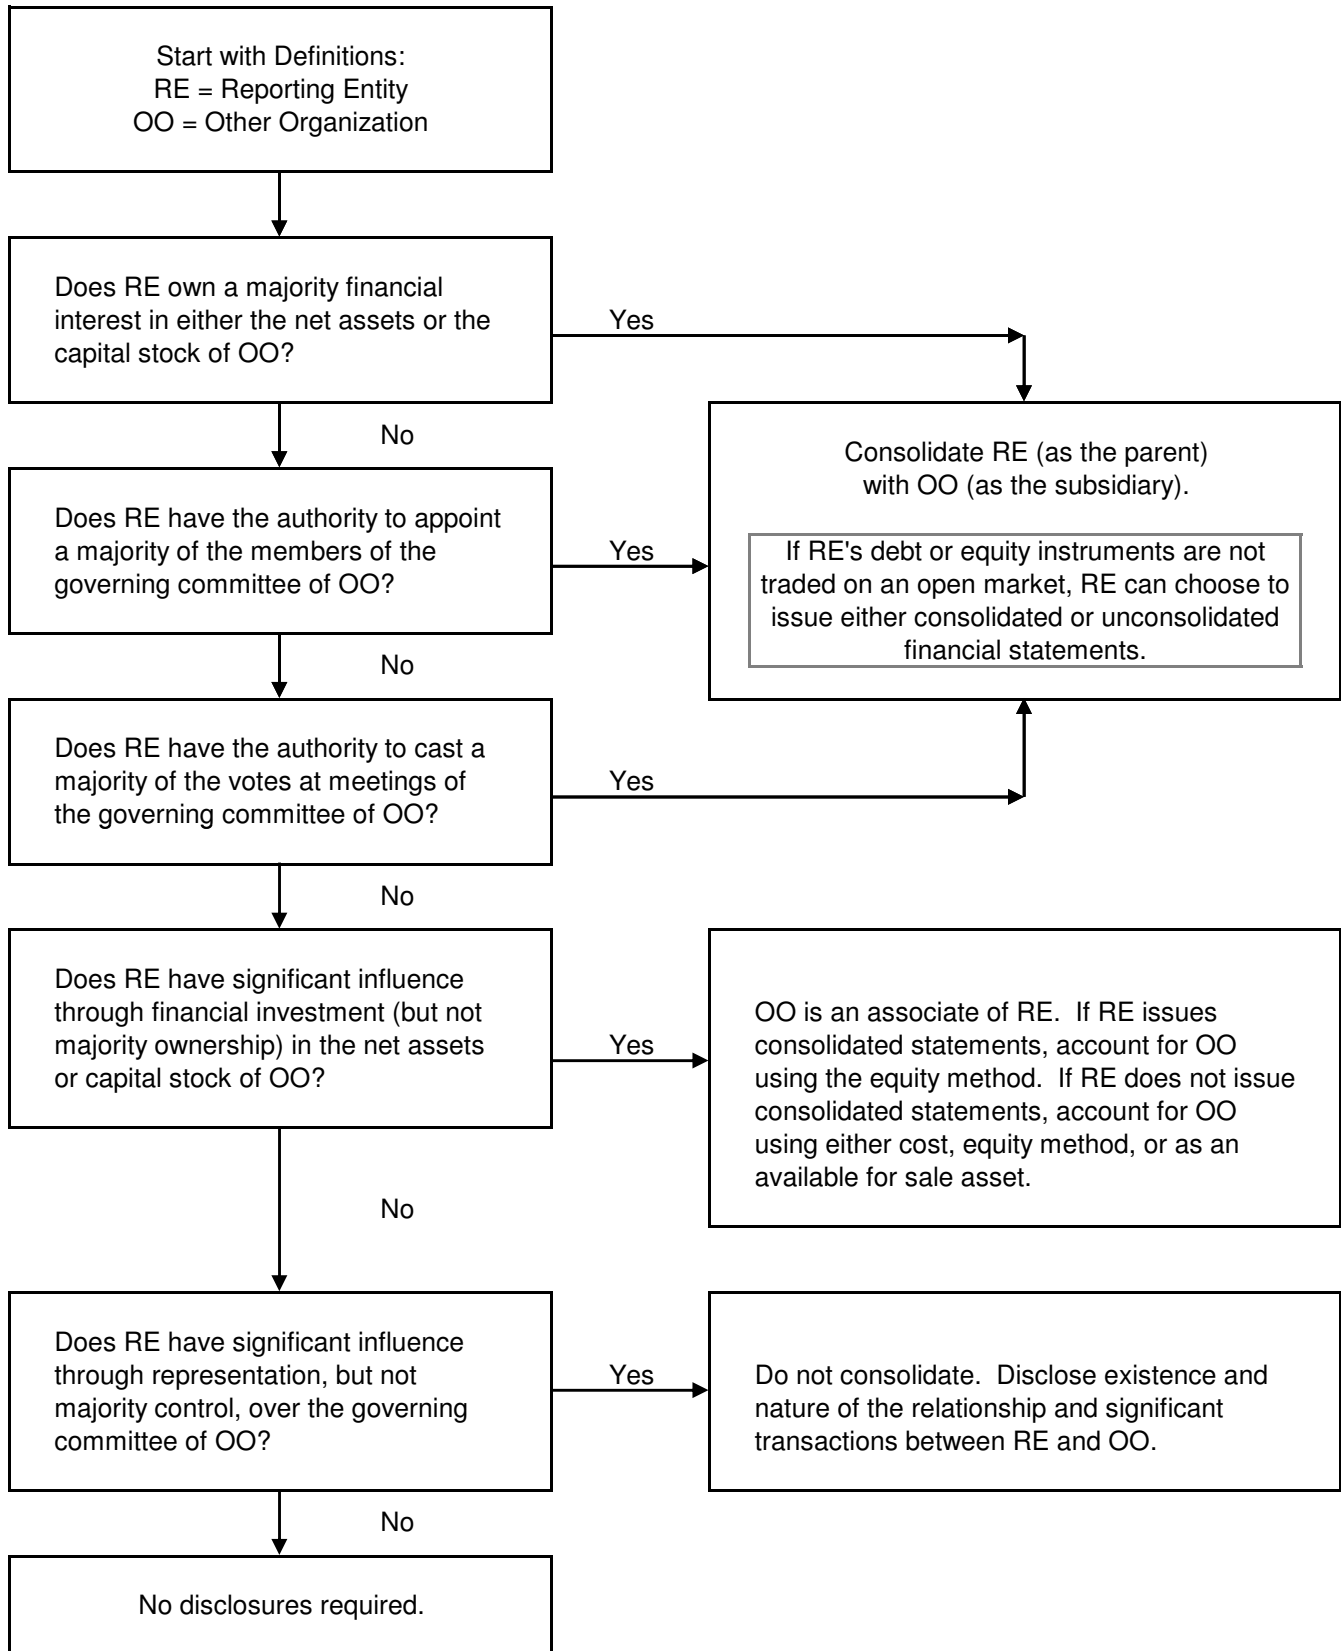 Start with Definitions:
RE = Reporting Entity
OO = Other Organization
Does RE own a majority financial
interest in either the net assets or the
capital stock of OO?
Yes
No
Consolidate RE (as the parent)
with OO (as the subsidiary).
If RE's debt or equity instruments are not
traded on an open market, RE can choose to
issue either consolidated or unconsolidated
financial statements.
Does RE have the authority to appoint
a majority of the members of the
governing committee of OO?
Yes
No
Does RE have the authority to cast a
majority of the votes at meetings of
the governing committee of OO?
Yes
No
Does RE have significant influence
through financial investment (but not
majority ownership) in the net assets
or capital stock of OO?
Yes
OO is an associate of RE.  If RE issues
consolidated statements, account for OO
using the equity method.  If RE does not issue
consolidated statements, account for OO
using either cost, equity method, or as an
available for sale asset.
No
Does RE have significant influence
through representation, but not
majority control, over the governing
committee of OO?
Yes
Do not consolidate.  Disclose existence and
nature of the relationship and significant
transactions between RE and OO.
No
No disclosures required.